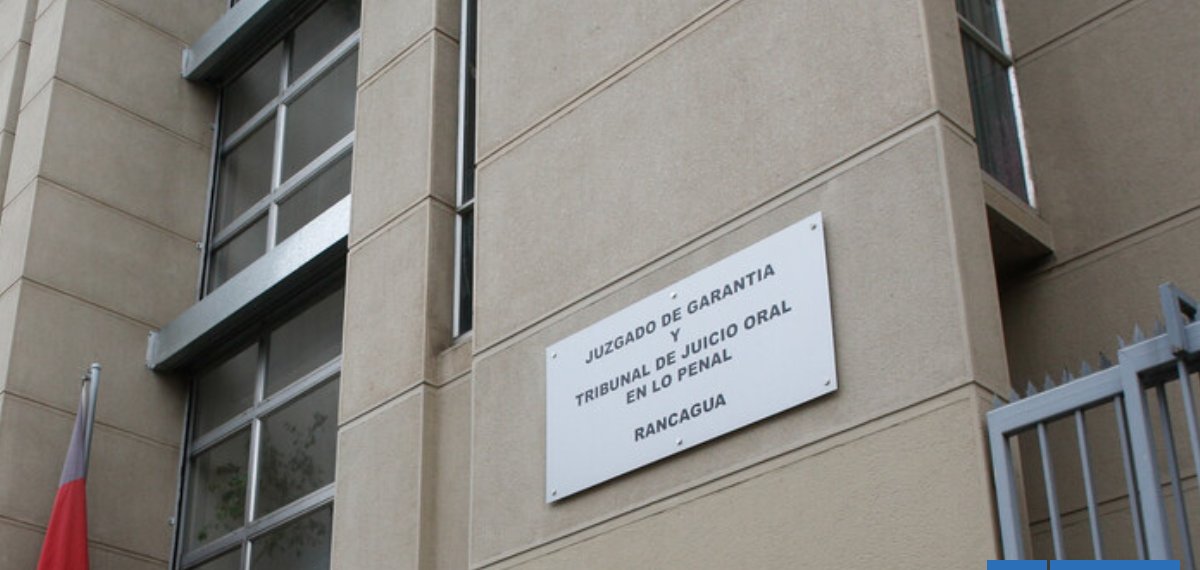 JUZGADO DE GARANTIA
Y
TRIBUNAL DE JUICIO ORAL
EN LO PENAL
RANCAGUA